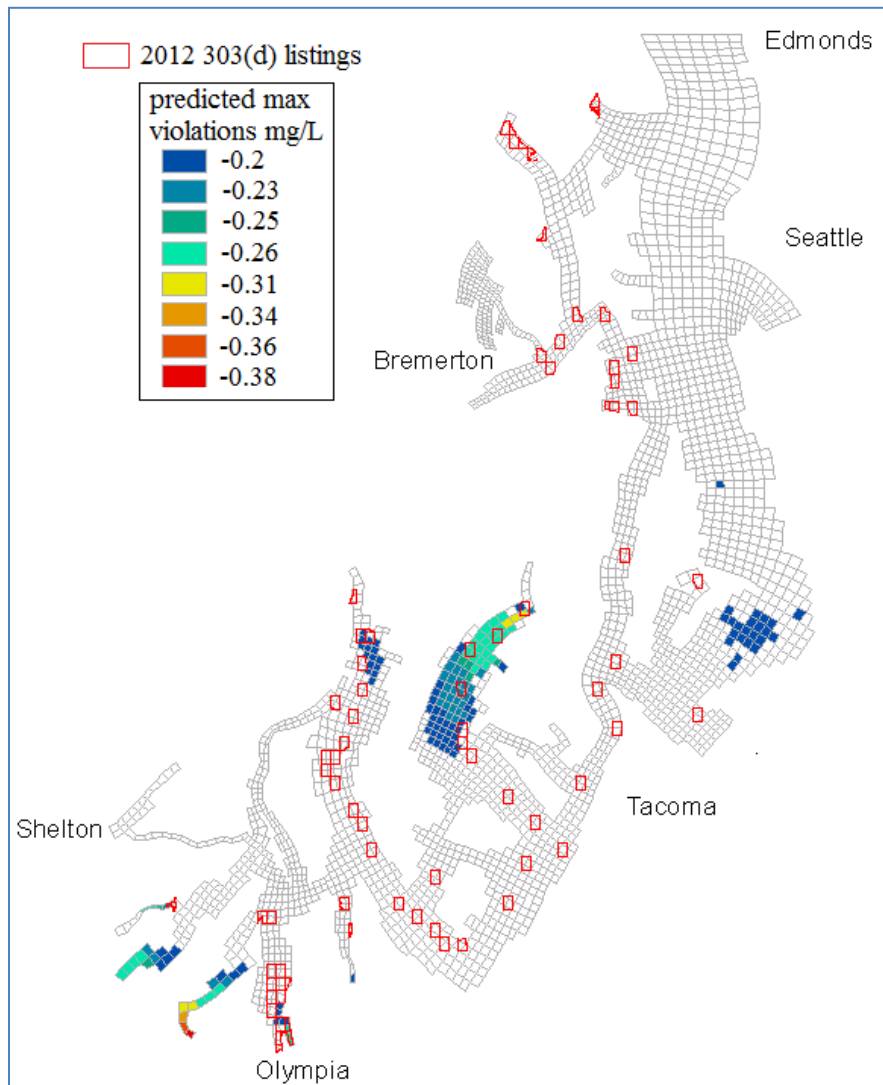 Edmonds
2012 303(d) listings
predicted max
violations mg/L
-0.2
-0.23
-0.25
-0.26
-0.31
-0.34
-0.36
-0.38
Seattle
Bremerton
Tacoma
Shelton
Olympia